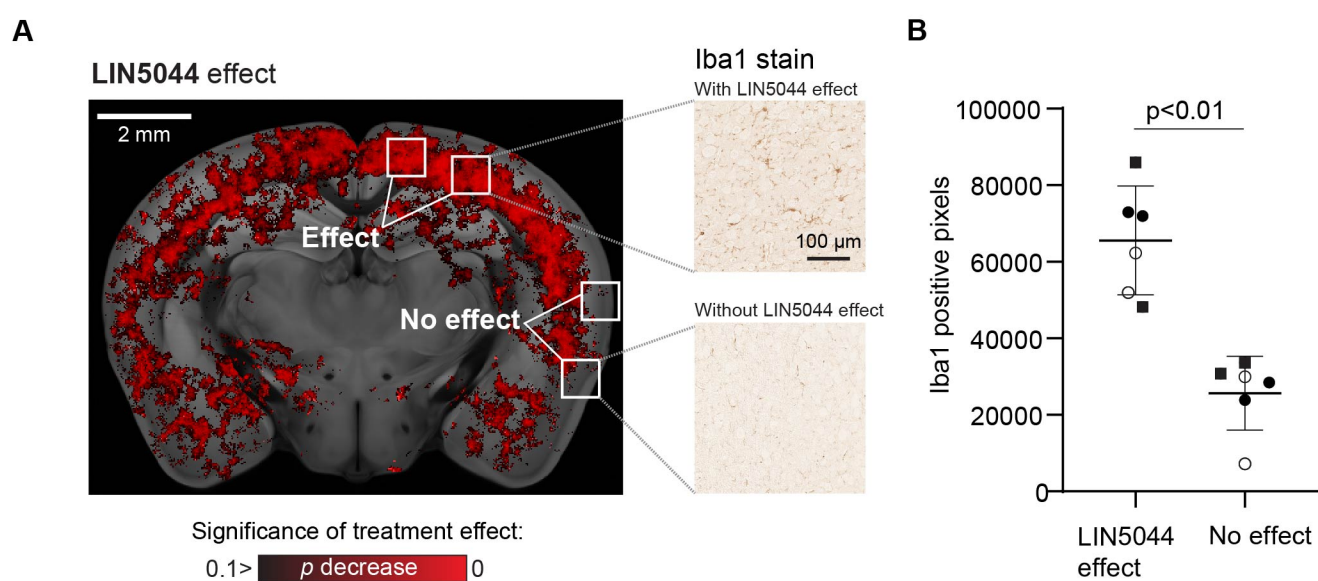 A
LIN5044 effect
2 mm
Effect
No effect
Significance of treatment effect:
0.1>
p decrease
0
Iba1 stain
With LIN5044 effect
100 µm
Without LIN5044 effect
B
Iba1 positive pixels
100000
80000
60000
40000
20000
0
p<0.01
LIN5044
effect
No effect